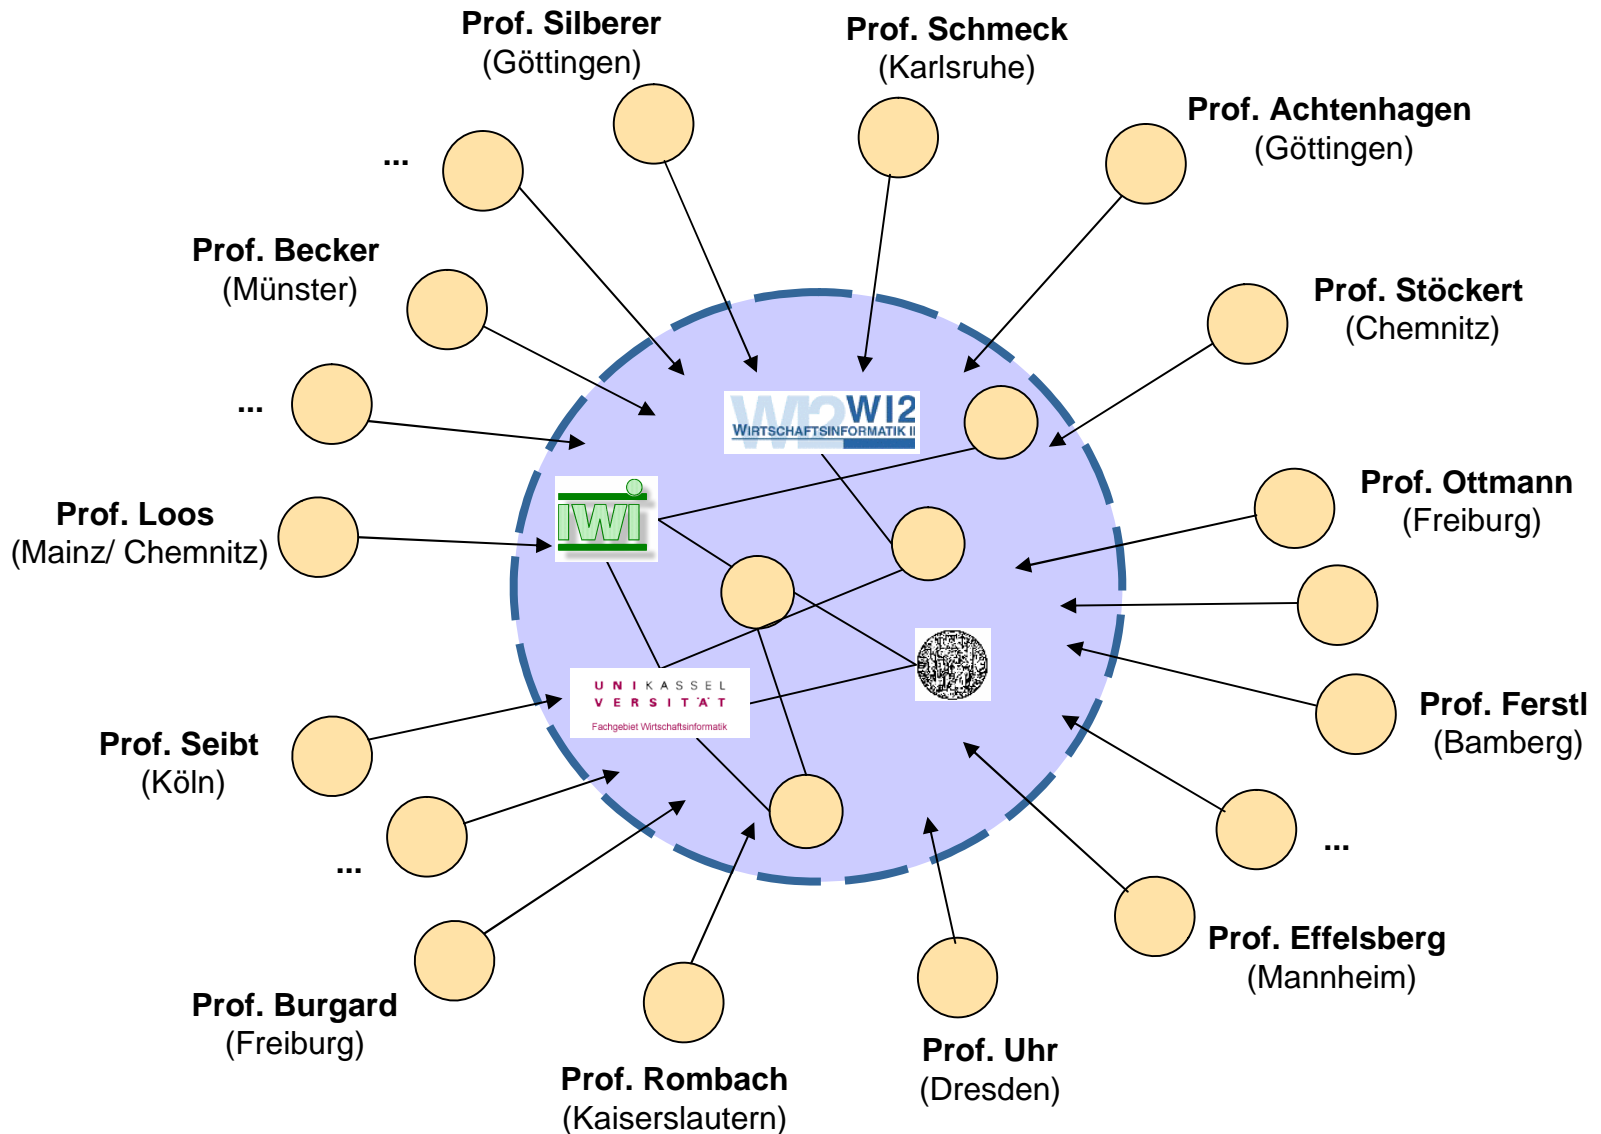 Prof. Silberer
(Göttingen)
Prof. Schmeck
(Karlsruhe)
Prof. Achtenhagen
(Göttingen)
...
Prof. Becker
(Münster)
Prof. Stöckert
(Chemnitz)
...
WI2 WI2
WIRTSCHAFTSINFORMATIK II
IWI
Prof. Loos
(Mainz/ Chemnitz)
Prof. Ottmann
(Freiburg)
UNIKASSEL
VERSITÄT
Fachgebiet Wirtschaftsinformatik
Prof. Ferstl
(Bamberg)
Prof. Seibt
(Köln)
...
...
Prof. Effelsberg
(Mannheim)
Prof. Burgard
(Freiburg)
Prof. Uhr
(Dresden)
Prof. Rombach
(Kaiserslautern)